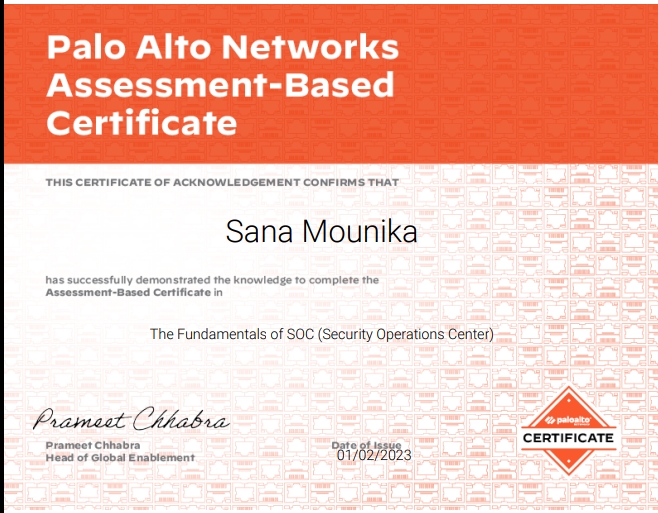 Palo Alto Networks
Assessment-Based
Certificate
THIS CERTIFICATE OF ACKNOWLEDGEMENT CONFIRMS THAT
Sana Mounika
has successfully demonstrated the knowledge to complete the
Assessment-Based Certificate in
The Fundamentals of SOC (Security Operations Center)
Prameet Chhabra
Prameet Chhabra
Head of Global Enablement
Date of Issue
01/02/2023
paloalto
CERTIFICATE